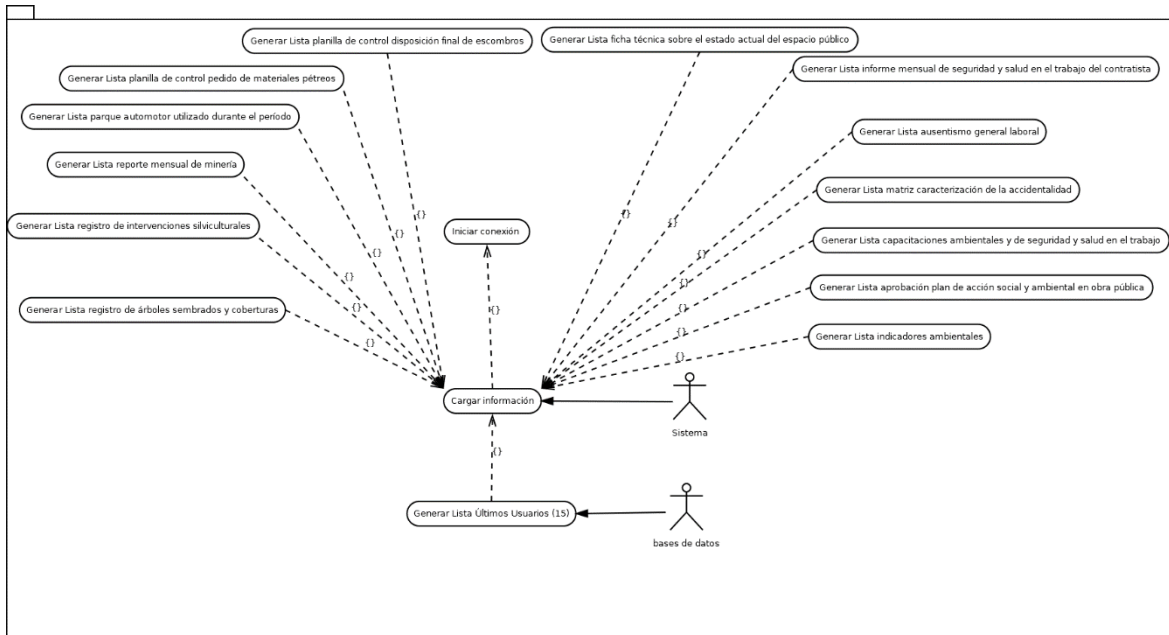 Generar Lista planilla de control disposición final de escombros
Generar Lista ficha técnica sobre el estado actual del espacio público
Generar Lista planilla de control pedido de materiales pétreos
Generar Lista informe mensual de seguridad y salud en el trabajo del contratista
Generar Lista parque automotor utilizado durante el período
Generar Lista ausentismo general laboral
Generar Lista reporte mensual de minería
Generar Lista matriz caracterización de la accidentalidad
{}
{}
{}
Generar Lista registro de intervenciones silviculturales
Iniciar conexión
{}
Generar Lista capacitaciones ambientales y de seguridad y salud en el trabajo
{}
{}
{}
{}
Generar Lista aprobación plan de acción social y ambiental en obra pública
{}
{}
{}
Generar Lista registro de árboles sembrados y coberturas
{}
{}
Generar Lista indicadores ambientales
{}
{}
Cargar información
Sistema
{}
Generar Lista Últimos Usuarios (15)
bases de datos